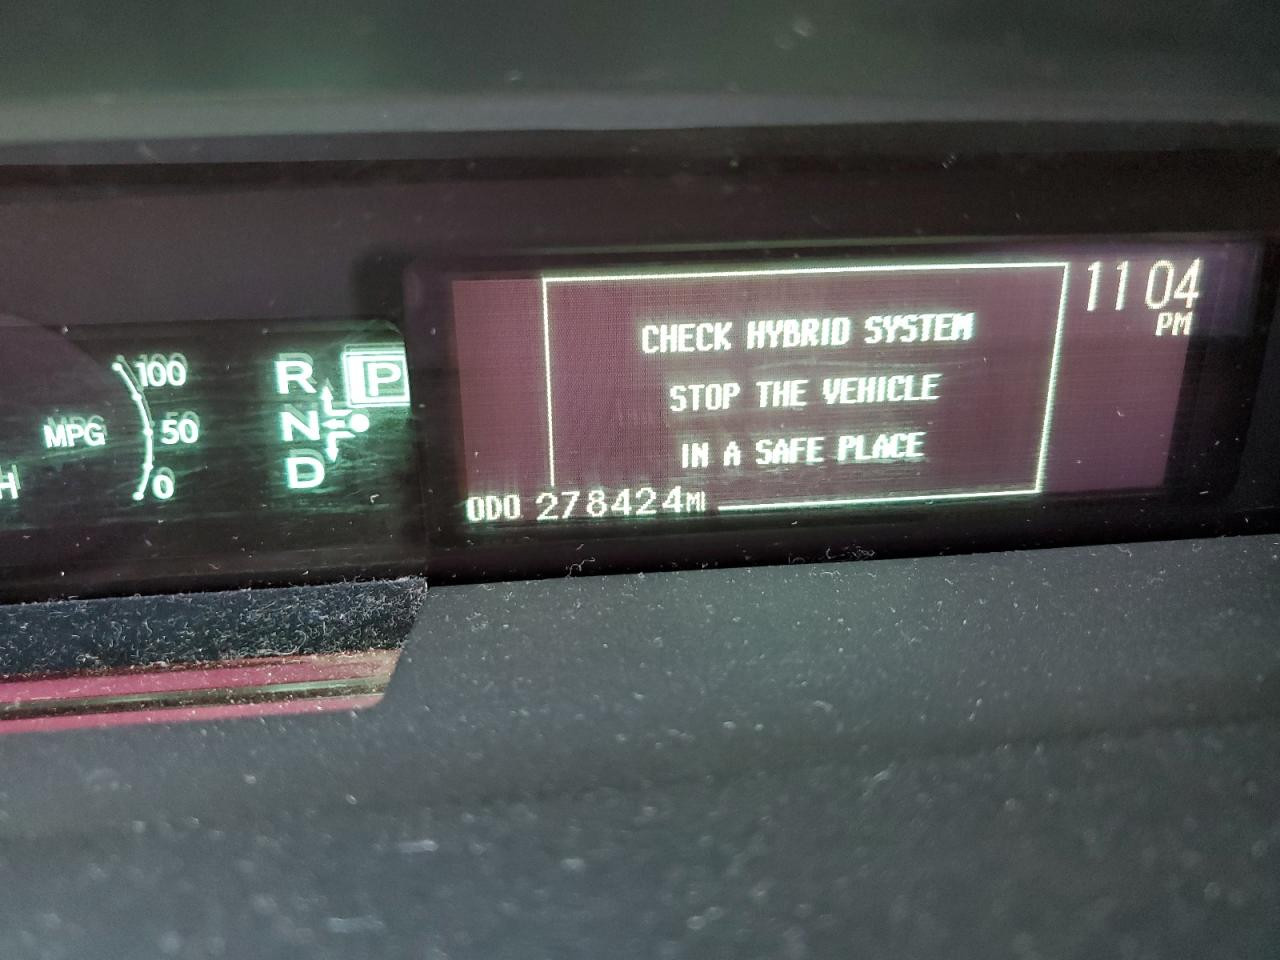 100
R P
MPG 50 N
H 0 D
CHECK HYBRID SYSTEM
STOP THE VEHICLE
IN A SAFE PLACE
ODO 278424MI
11 04
PM